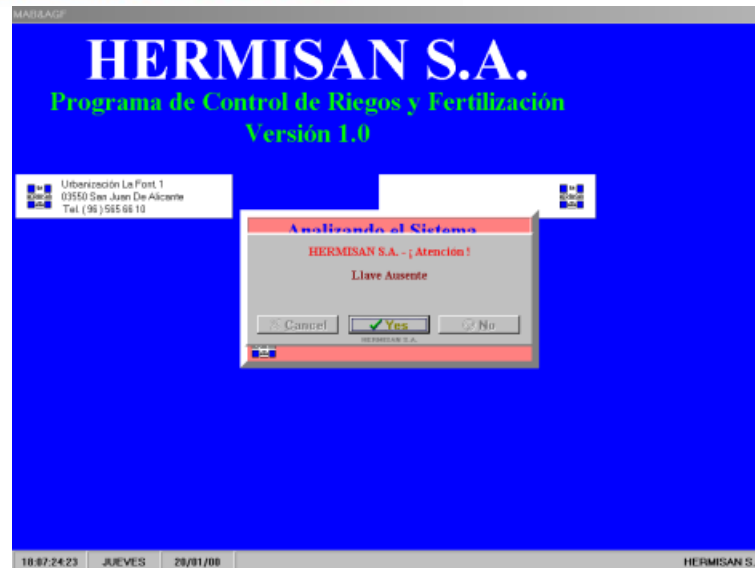 MAB&AGF
HERMISAN S.A.
Programa de Control de Riegos y Fertilización
Versión 1.0
Urbanización La Font, 1
03550 San Juan De Alicante
Tel. ( 96 ) 565 66 10
Analizando el Sistema
HERMISAN S.A. - ¡ Atención !
Llave Ausente
Cancel
Yes
No
HERMISAN S.A.
18:07:24:23
JUEVES
20/01/00
HERMISAN S.